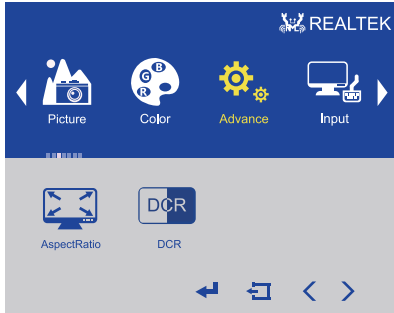 REALTEK
Picture Color Advance Input
B
G
R
DCR
AspectRatio DCR